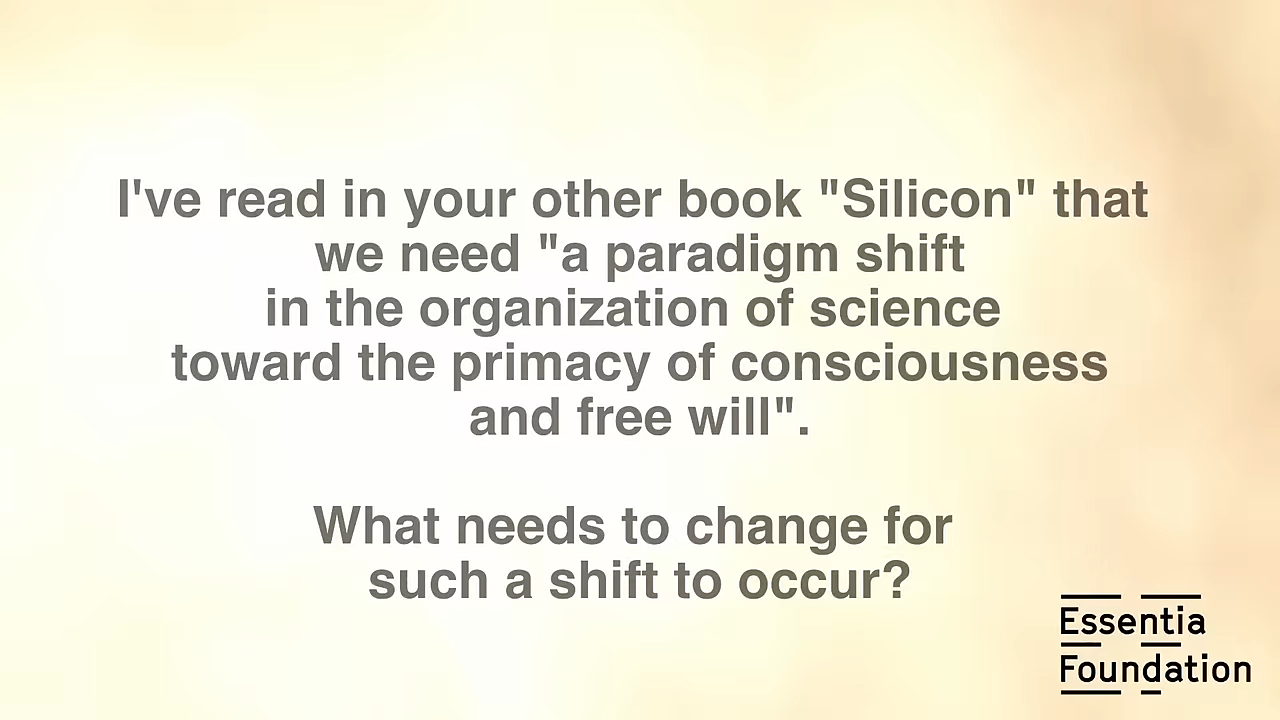 I've read in your other book "Silicon" that
we need "a paradigm shift
in the organization of science
toward the primacy of consciousness
and free will".
What needs to change for
such a shift to occur?
Essentia
Foundation